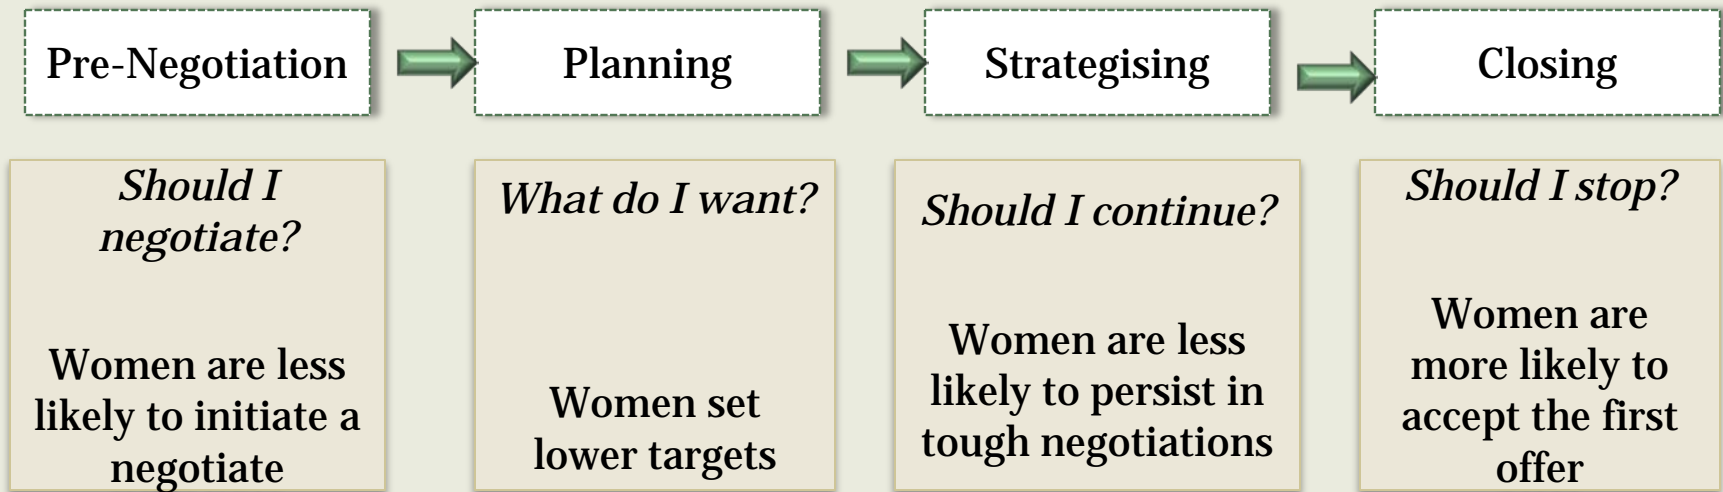 Pre-Negotiation
Planning
Strategising
Closing
Should I
negotiate?
Women are less
likely to initiate a
negotiate
What do I want?
Women set
lower targets
Should I continue?
Women are less
likely to persist in
tough negotiations
Should I stop?
Women are
more likely to
accept the first
offer